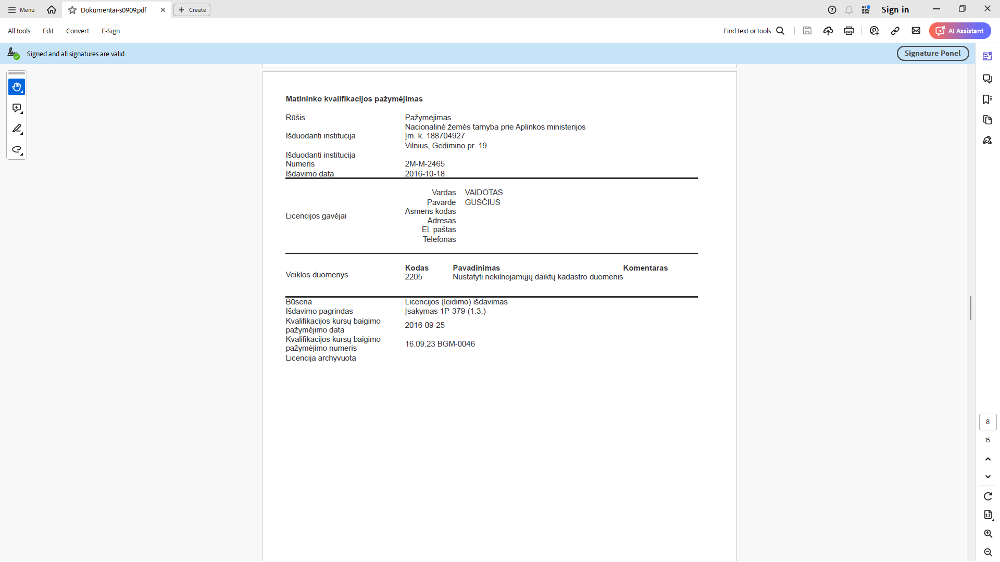 Menu
Dokumentai-s0909.pdf
Create
Sign in
All tools
Edit
Convert
E-Sign
Find text or tools
AI Assistant
Signed and all signatures are valid.
Signature Panel
Matininko kvalifikacijos pažymėjimas
Rūšis Pažymėjimas
Nacionalinė žemės tarnyba prie Aplinkos ministerijos
Išduodanti institucija Įm. k. 188704927
Vilnius, Gedimino pr. 19
Išduodanti institucija
Numeris 2M-M-2465
Išdavimo data 2016-10-18
Vardas VAIDOTAS
Pavardė GUSČIUS
Asmens kodas
Licencijos gavėjai
Adresas
El. paštas
Telefonas
Kodas Pavadinimas Komentaras
Veiklos duomenys
2205 Nustatyti nekilnojamųjų daiktų kadastro duomenis
Būsena Licencijos (leidimo) išdavimas
Išdavimo pagrindas Įsakymas 1P-379-(1.3.)
Kvalifikacijos kursų baigimo
pažymėjimo data 2016-09-25
Kvalifikacijos kursų baigimo
pažymėjimo numeris 16.09.23 BGM-0046
Licencija archyvuota
8
15